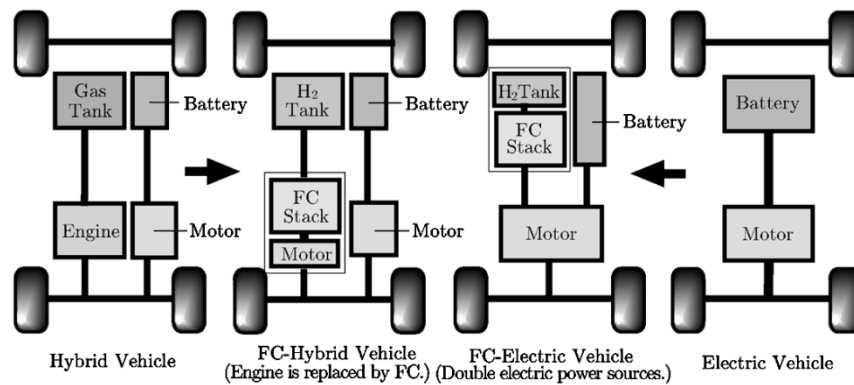 Gas
Tank
Battery
Engine
Motor
Hybrid Vehicle
H2
Tank
Battery
FC
Stack
Motor
Motor
FC-Hybrid Vehicle
(Engine is replaced by FC.)
H2Tank
FC
Stack
Battery
Motor
FC-Electric Vehicle
(Double electric power sources.)
Battery
Motor
Electric Vehicle